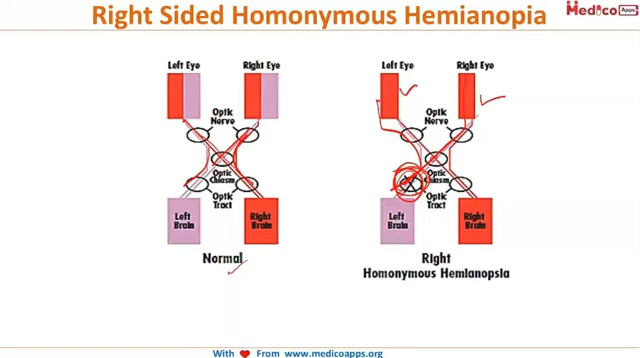 Right Sided Homonymous Hemianopia
Medico Apps
Left Eye Right Eye
Optic
Nerve
Optic
Chiasm
Optic
Tract
Left
Brain
Right
Brain
Normal
Left Eye Right Eye
Optic
Nerve
Optic
Chiasm
Optic
Tract
Left
Brain
Right
Brain
Right
Homonymous Hemianopsia
With From www.medicoapps.org